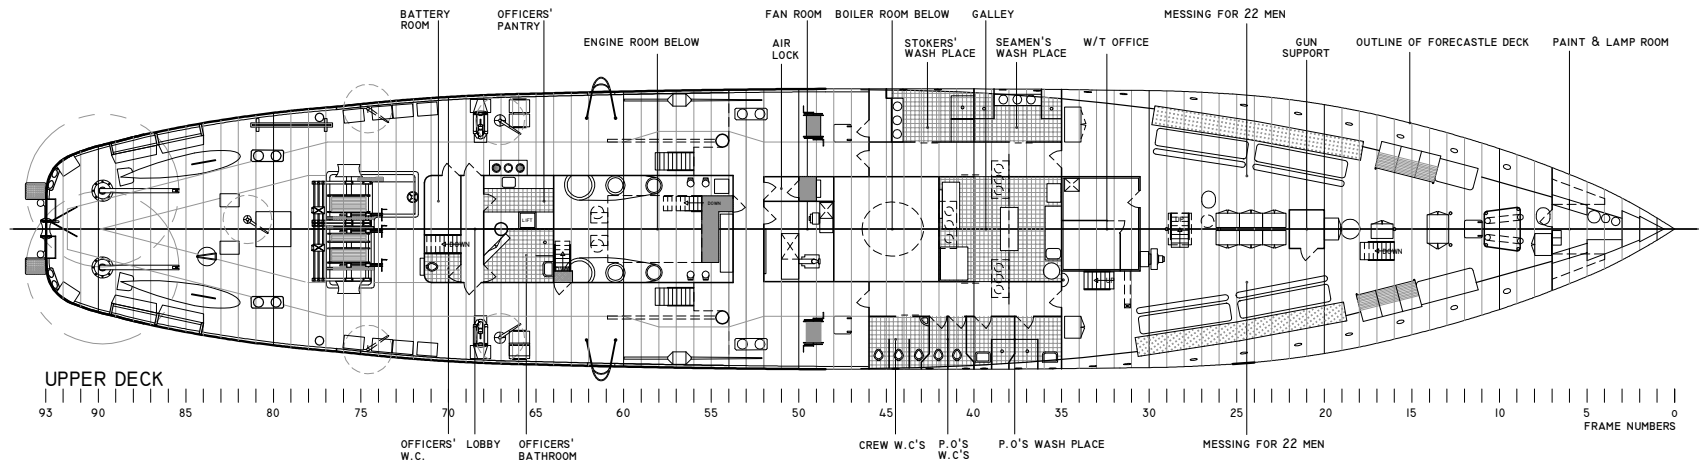 BATTERY
ROOM
OFFICERS'
PANTRY
ENGINE ROOM BELOW
FAN ROOM
AIR
LOCK
BOILER ROOM BELOW
STOKERS'
WASH PLACE
GALLEY
SEAMEN'S
WASH PLACE
W/T OFFICE
MESSING FOR 22 MEN
GUN
SUPPORT
OUTLINE OF FORECASTLE DECK
PAINT & LAMP ROOM
LIFT
DOWN
DOWN
LIFT
UP
DOWN
UPPER DECK
93 90 85 80 75 70 65 60 55 50 45 40 35 30 25 20 15 10 5 0
FRAME NUMBERS
OFFICERS'
W.C.
LOBBY
OFFICERS'
BATHROOM
CREW W.C'S
P.O'S
W.C'S
P.O'S WASH PLACE
MESSING FOR 22 MEN